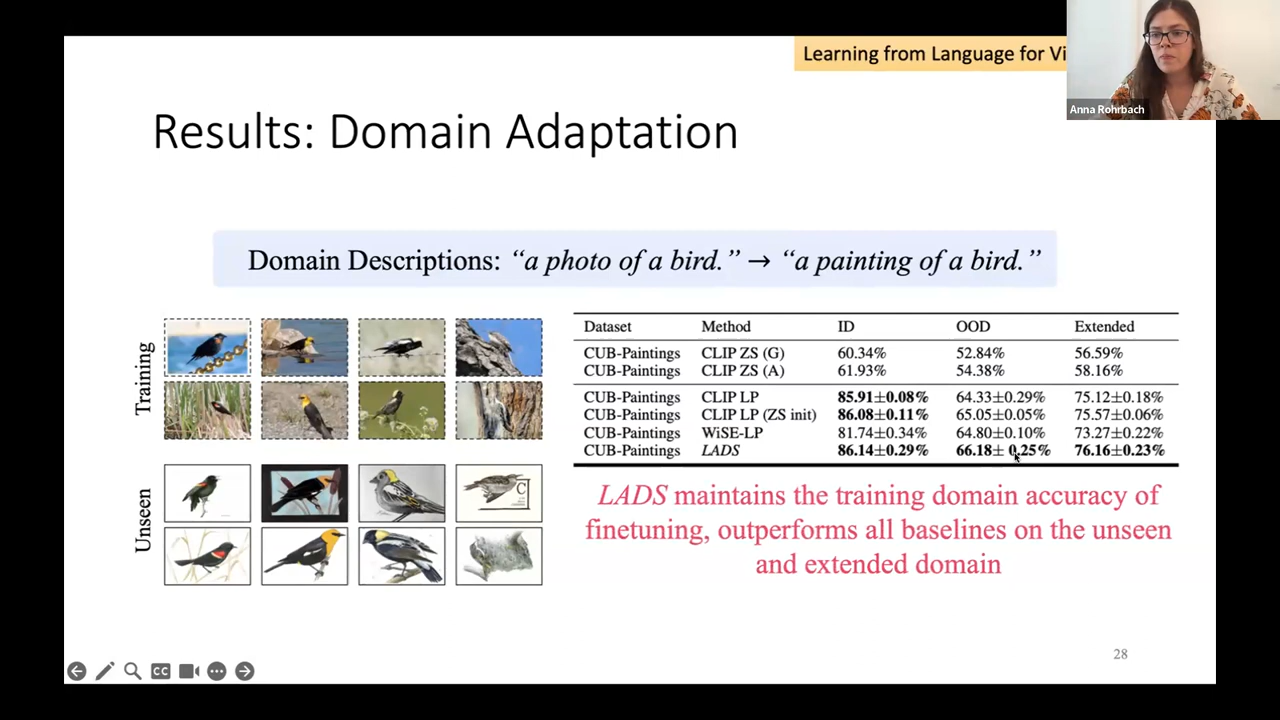 Learning from Language for Vi
Anna Rohrbach
Results: Domain Adaptation
Domain Descriptions: “a photo of a bird.” → “a painting of a bird.”
Training
Unseen
Dataset Method ID OOD Extended
CUB-Paintings CLIP ZS (G) 60.34% 52.84% 56.59%
CUB-Paintings CLIP ZS (A) 61.93% 54.38% 58.16%
CUB-Paintings CLIP LP 85.91±0.08% 64.33±0.29% 75.12±0.18%
CUB-Paintings CLIP LP (ZS init) 86.08±0.11% 65.05±0.05% 75.57±0.06%
CUB-Paintings WiSE-LP 81.74±0.34% 64.80±0.10% 73.27±0.22%
CUB-Paintings LADS 86.14±0.29% 66.18± 0.25% 76.16±0.23%
LADS maintains the training domain accuracy of
finetuning, outperforms all baselines on the unseen
and extended domain
C
28
CC